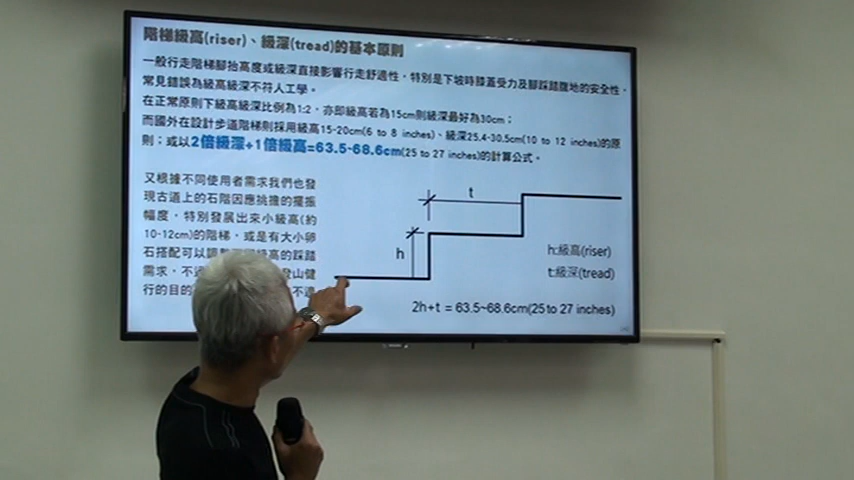 階梯級高(riser)、級深(tread)的基本原則
一般行走階梯腳抬高度或級深直接影響行走舒適性，特別是下坡時膝蓋受力及腳踩踏腹地的安全性，
常見錯誤為級高級深不符人工學。
在正常原則下級高級深比例為1:2，亦即級高若為15cm則級深最好為30cm；
而國外在設計步道階梯則採用級高15-20cm(6 to 8 inches)、級深25.4-30.5cm(10 to 12 inches)的原
則；或以2倍級深+1倍級高=63.5~68.6cm(25 to 27 inches)的計算公式。
又根據不同使用者需求我們也發
現古道上的石階因應挑擔的擺振
幅度，特別發展出來小級高(約
10-12cm)的階梯，或是有大小卵
石搭配可以調整級高的踩踏
需求，不 登山健
行的目的 不
t
h
h:級高(riser)
t:級深(tread)
2h+t = 63.5~68.6cm(25 to 27 inches)